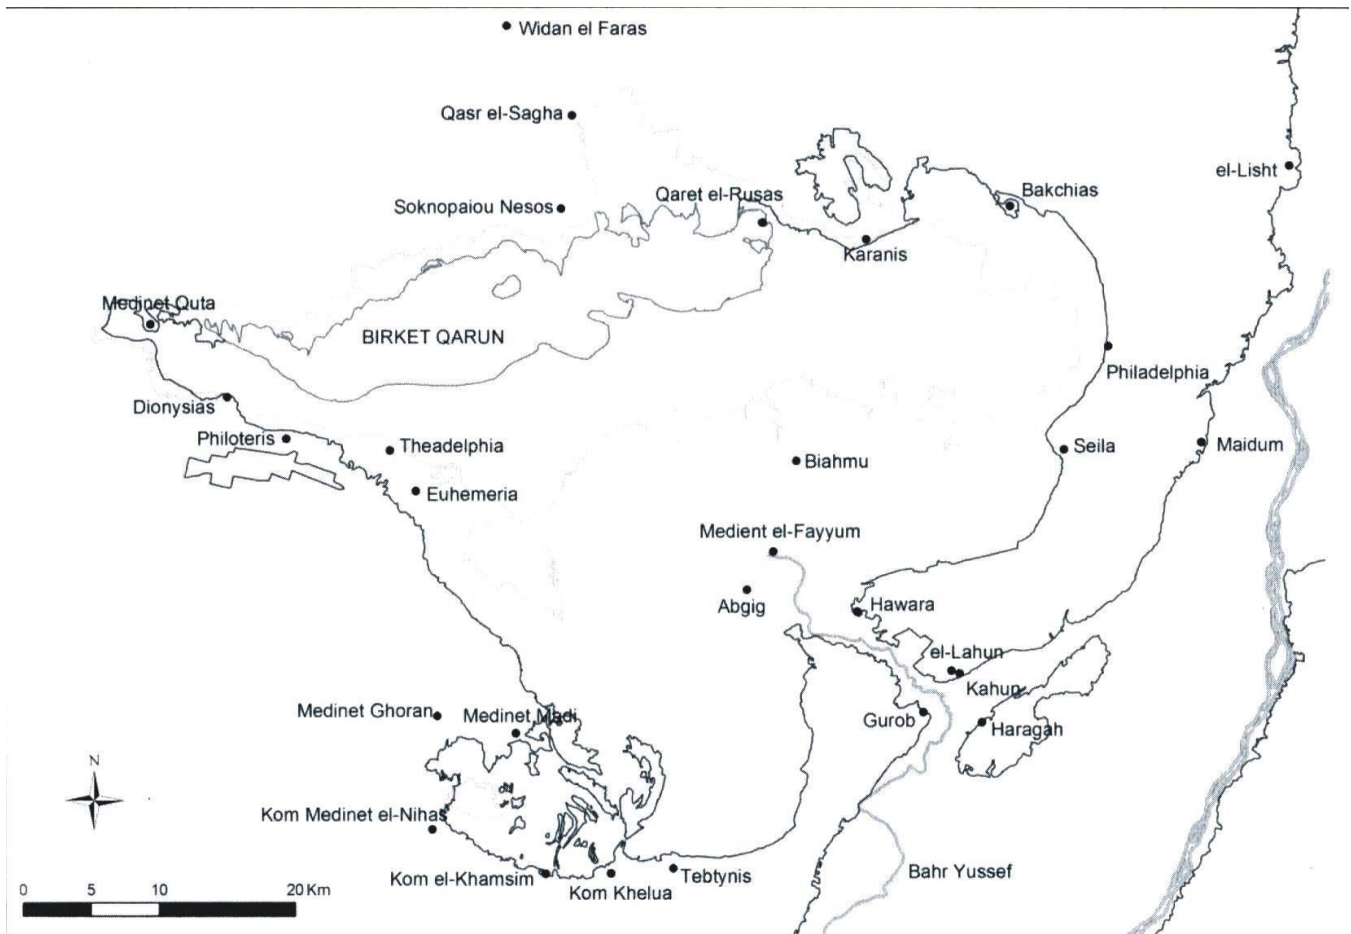 Widan el Faras
Qasr el-Sagha
el-Lisht
Bakchias
Qaret el-Rusas
Soknopaiou Nesos
Karanis
Medinet Quta
BIRKET QARUN
Philadelphia
Dionysias
Philoteris
Theadelphia
Seila
Maidum
Biahmu
Euhemeria
Medient el-Fayyum
Abgig
Hawara
el-Lahun
Kahun
Medinet Ghoran
Medinet Madi
Gurob
Haragah
N
Kom Medinet el-Nihas
Bahr Yussef
Tebtynis
Kom el-Khamsim
Kom Khelua
0 5 10 20 Km